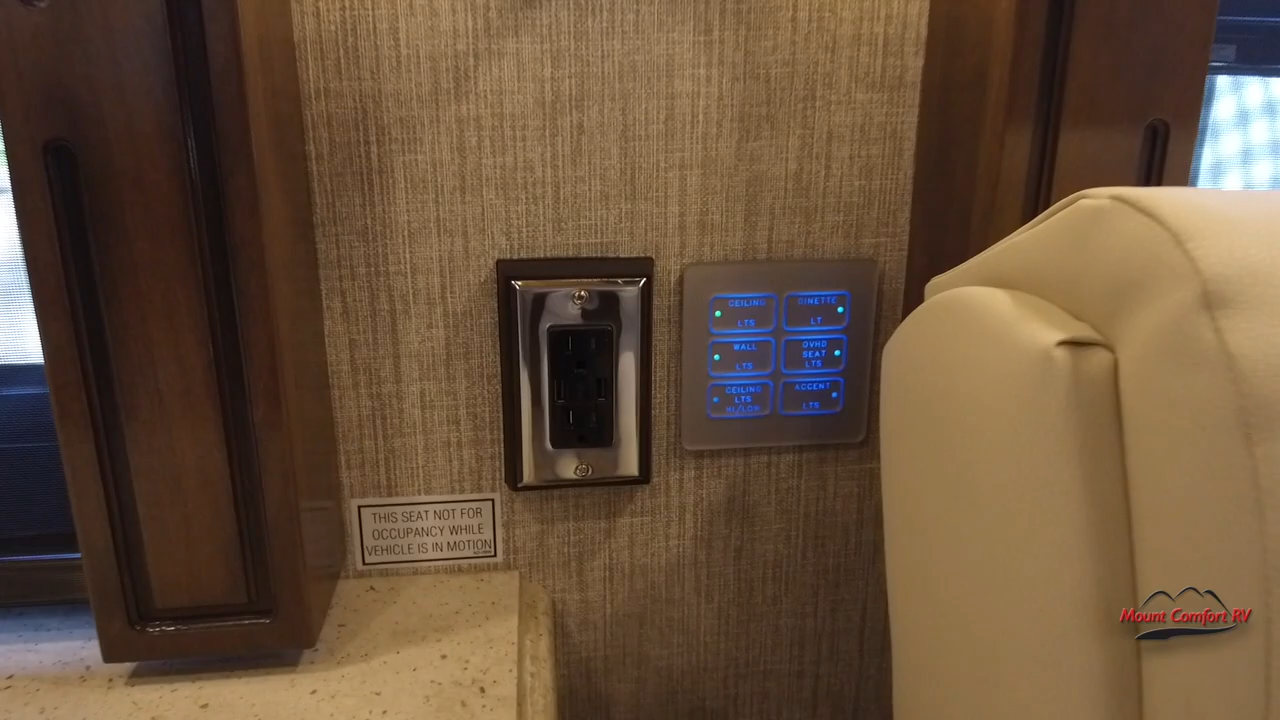 CEILING
LTS
DINETTE
LT
WALL
LTS
OVHD
SEAT
LTS
CEILING
LTS
HI/LOW
ACCENT
LTS
THIS SEAT NOT FOR
OCCUPANCY WHILE
VEHICLE IS IN MOTION
Mount Comfort RV